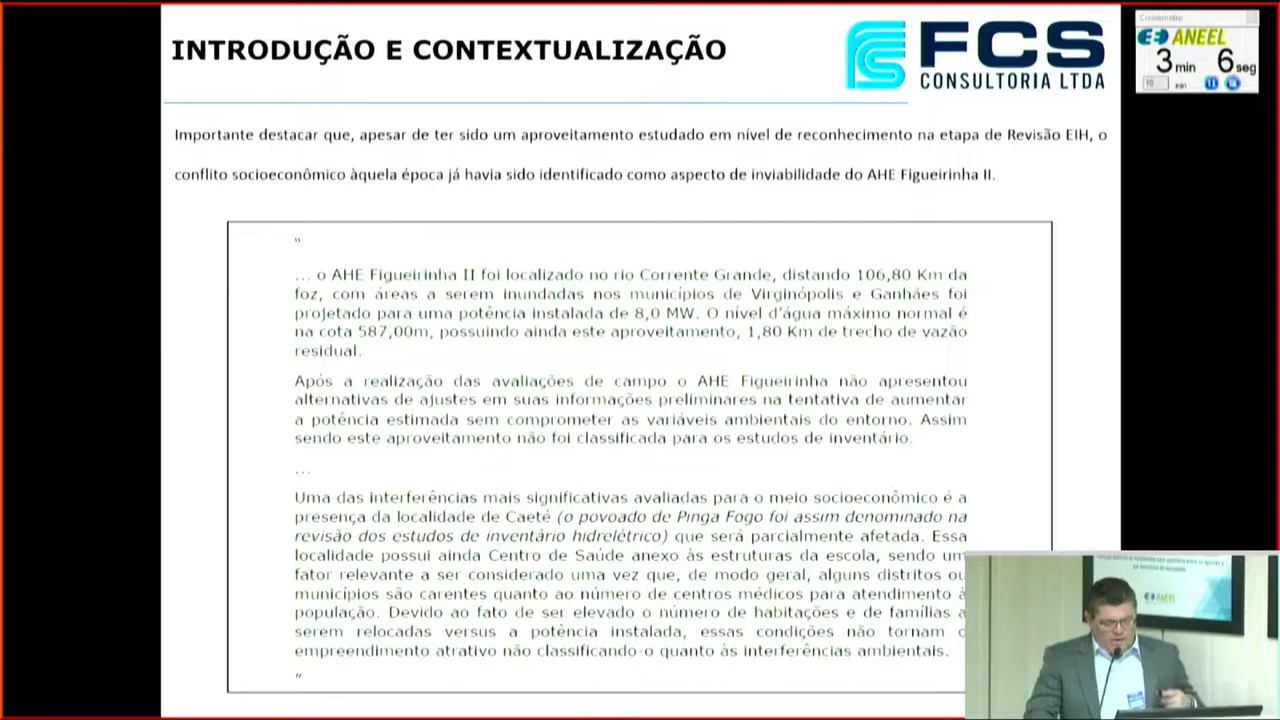 INTRODUÇÃO E CONTEXTUALIZAÇÃO
FCS
CONSULTORIA LTDA
Cronômetro
ANEEL
3 min 6 seg
10 min
Importante destacar que, apesar de ter sido um aproveitamento estudado em nível de reconhecimento na etapa de Revisão EIH, o
conflito socioeconômico àquela época já havia sido identificado como aspecto de inviabilidade do AHE Figueirinha II.
“
... o AHE Figueirinha II foi localizado no rio Corrente Grande, distando 106,80 Km da
foz, com áreas a serem inundadas nos municípios de Virginópolis e Ganhães foi
projetado para uma potência instalada de 8,0 MW. O nível d'água máximo normal é
na cota 587,00m, possuindo ainda este aproveitamento, 1,80 Km de trecho de vazão
residual.
Após a realização das avaliações de campo o AHE Figueirinha não apresentou
alternativas de ajustes em suas informações preliminares na tentativa de aumentar
a potência estimada sem comprometer as variáveis ambientais do entorno. Assim
sendo este aproveitamento não foi classificada para os estudos de inventário.
...
Uma das interferências mais significativas avaliadas para o meio socioeconômico é a
presença da localidade de Caeté (o povoado de Pinga Fogo foi assim denominado na
revisão dos estudos de inventário hidrelétrico) que será parcialmente afetada. Essa
localidade possui ainda Centro de Saúde anexo às estruturas da escola, sendo um
fator relevante a ser considerado uma vez que, de modo geral, alguns distritos ou
municípios são carentes quanto ao número de centros médicos para atendimento à
população. Devido ao fato de ser elevado o número de habitações e de famílias a
serem relocadas versus a potência instalada, essas condições não tornam o
empreendimento atrativo não classificando-o quanto às interferências ambientais.
”
ANEEL